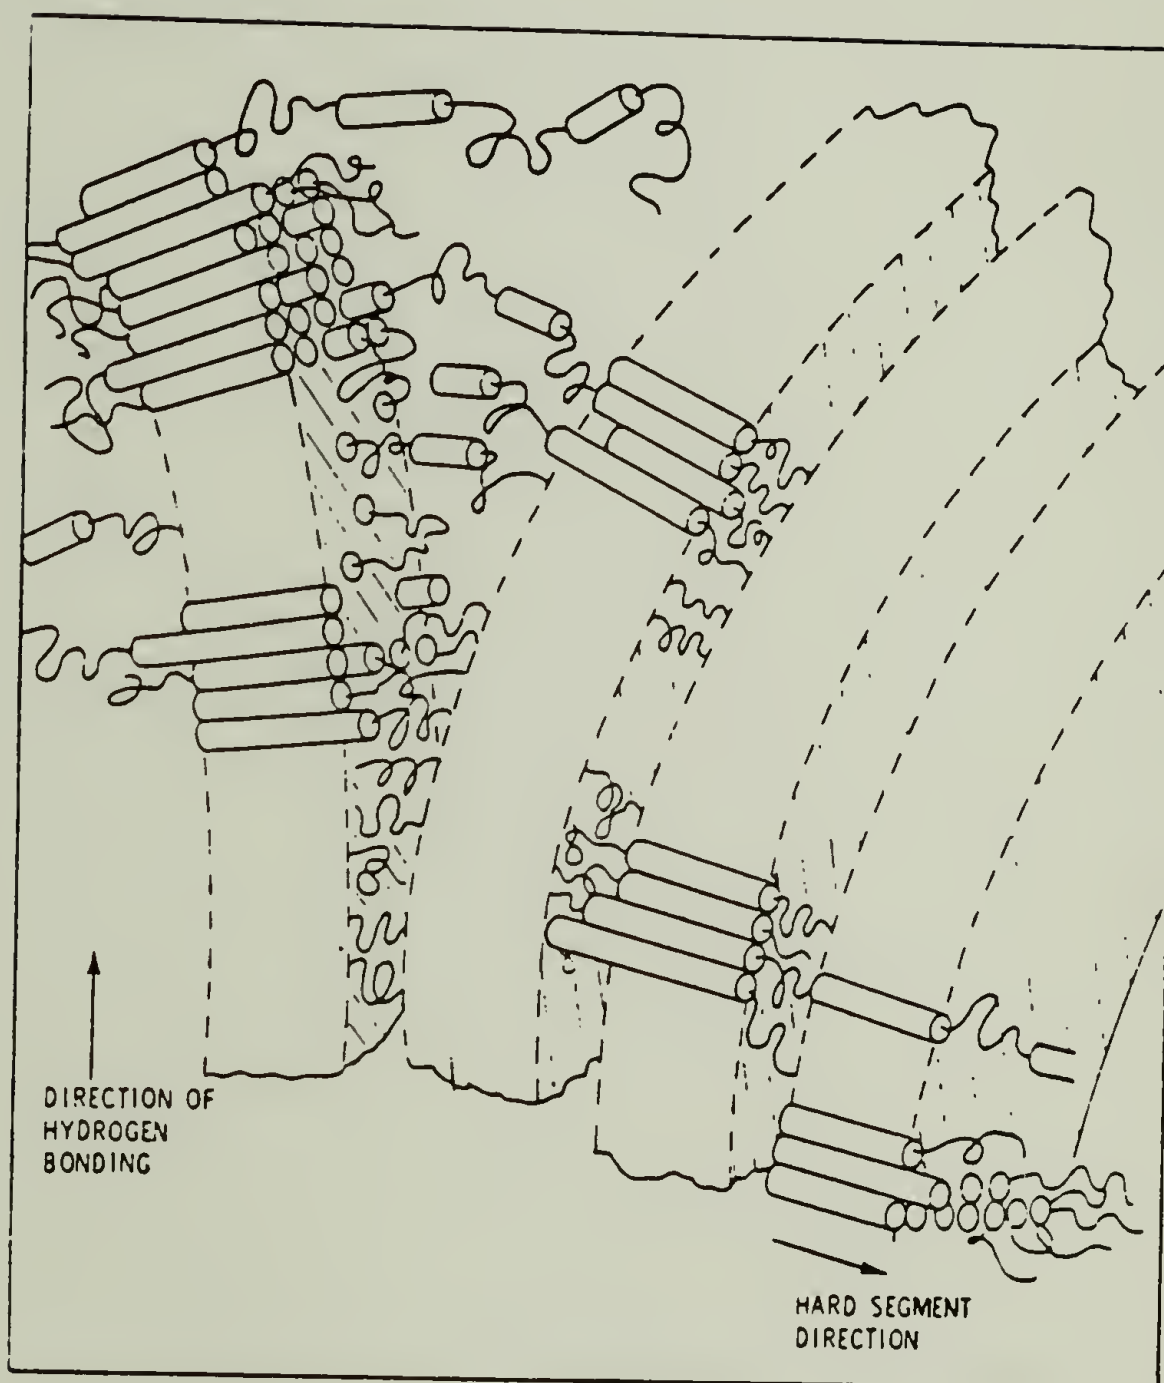 DIRECTION OF
HYDROGEN
BONDING
HARD SEGMENT
DIRECTION